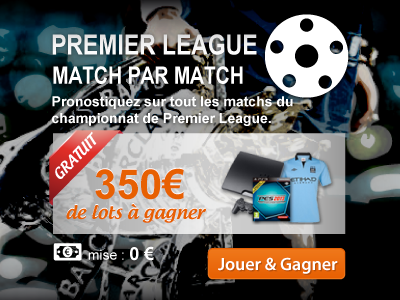 PREMIER LEAGUE
MATCH PAR MATCH
Pronostiquez sur tout les matchs du
championnat de Premier League.
GRATUIT
350€
de lots à gagner
ETIHAD
mise : 0 €
Jouer & Gagner